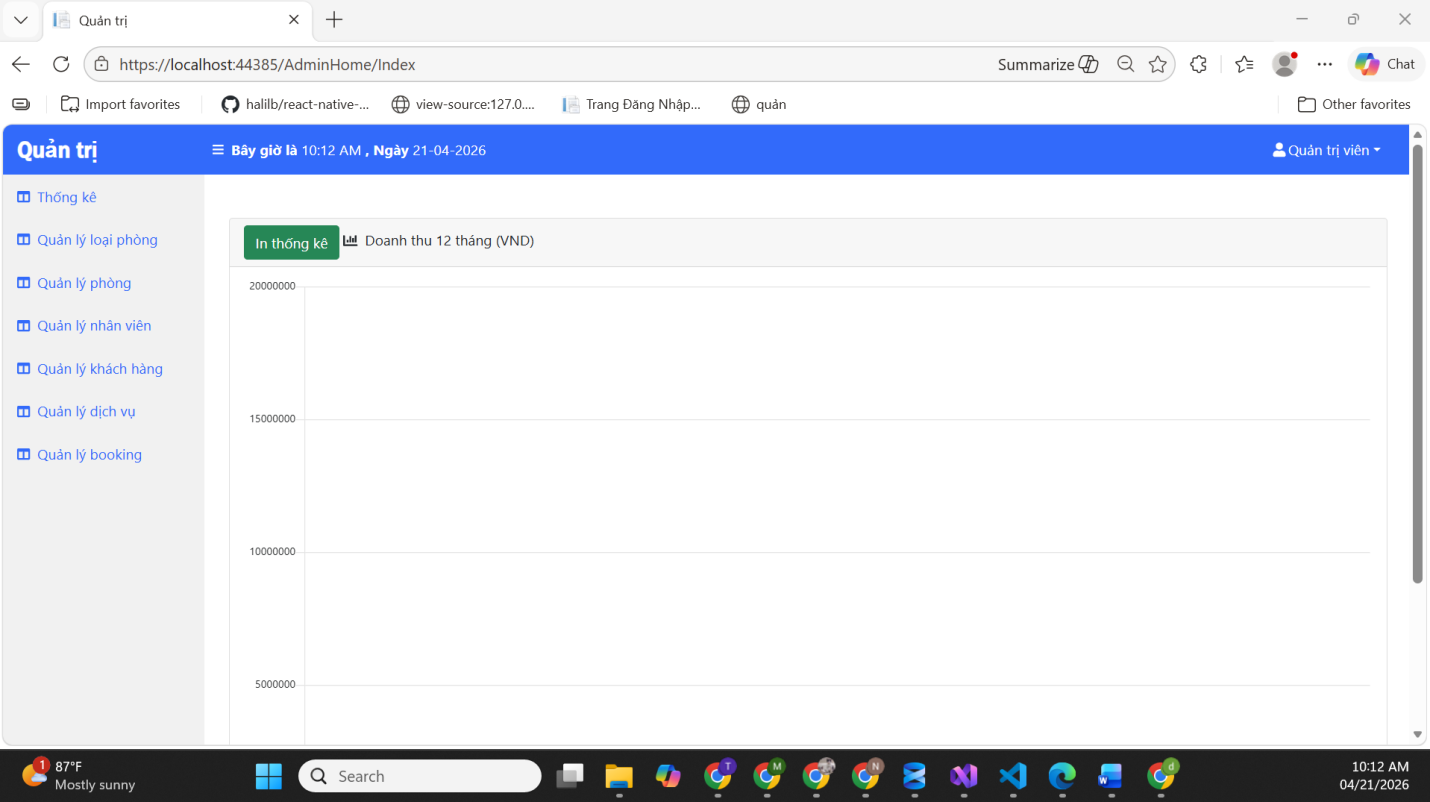 Quản trị
https://localhost:44385/AdminHome/Index
Summarize
Chat
Import favorites
halilb/react-native-...
view-source:127.0....
Trang Đăng Nhập...
quản
Other favorites
Quản trị
Bây giờ là 10:12 AM , Ngày 21-04-2026
Quản trị viên
Thống kê
Quản lý loại phòng
Quản lý phòng
Quản lý nhân viên
Quản lý khách hàng
Quản lý dịch vụ
Quản lý booking
In thống kê
Doanh thu 12 tháng (VND)
20000000
15000000
10000000
5000000
1
87°F
Mostly sunny
Search
T
M
N
W
d
10:12 AM
04/21/2026